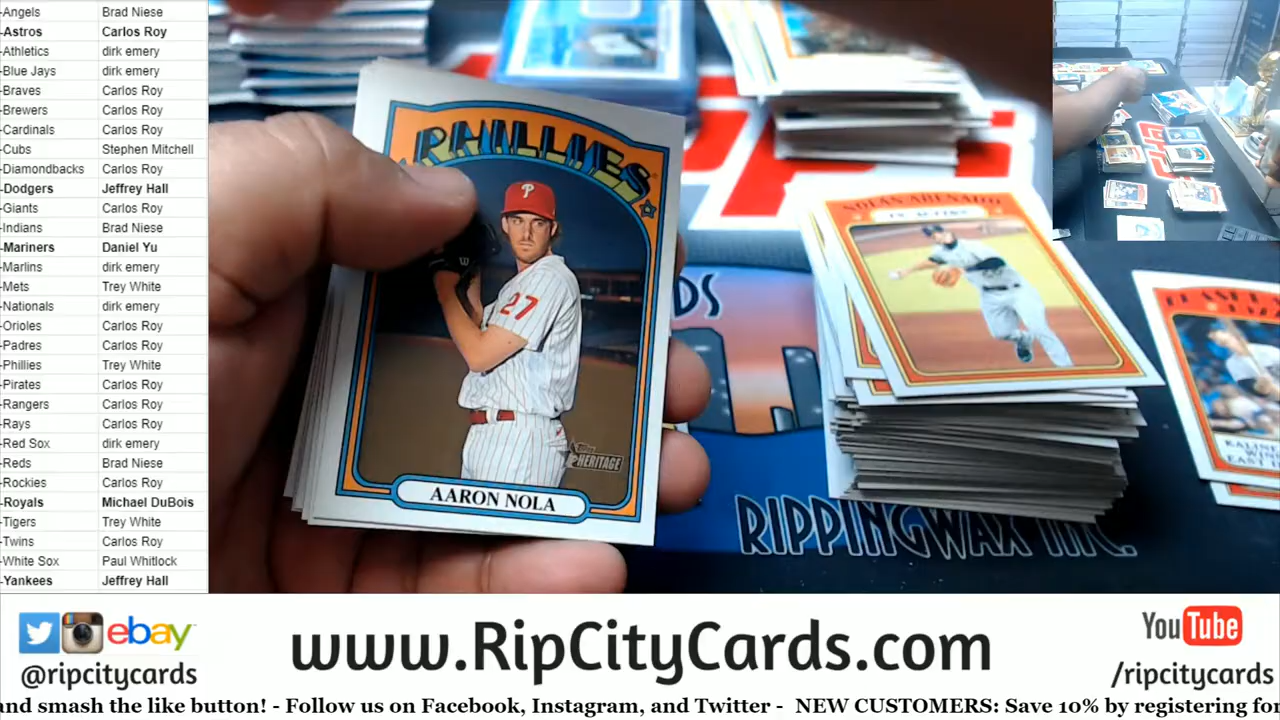 -Angels Brad Niese
-Astros Carlos Roy
-Athletics dirk emery
-Blue Jays dirk emery
-Braves Carlos Roy
-Brewers Carlos Roy
-Cardinals Carlos Roy
-Cubs Stephen Mitchell
-Diamondbacks Carlos Roy
-Dodgers Jeffrey Hall
-Giants Carlos Roy
-Indians Brad Niese
-Mariners Daniel Yu
-Marlins dirk emery
-Mets Trey White
-Nationals dirk emery
-Orioles Carlos Roy
-Padres Carlos Roy
-Phillies Trey White
-Pirates Carlos Roy
-Rangers Carlos Roy
-Rays Carlos Roy
-Red Sox dirk emery
-Reds Brad Niese
-Rockies Carlos Roy
-Royals Michael DuBois
-Tigers Trey White
-Twins Carlos Roy
-White Sox Paul Whitlock
-Yankees Jeffrey Hall
PHILLIES
P
27
Topps
HERITAGE
AARON NOLA
NOLAN ARENADO
IN ACTION
DS
RIPPINGWAX INC.
ebay
@ripcitycards
www.RipCityCards.com
YouTube
/ripcitycards
and smash the like button! - Follow us on Facebook, Instagram, and Twitter - NEW CUSTOMERS: Save 10% by registering for